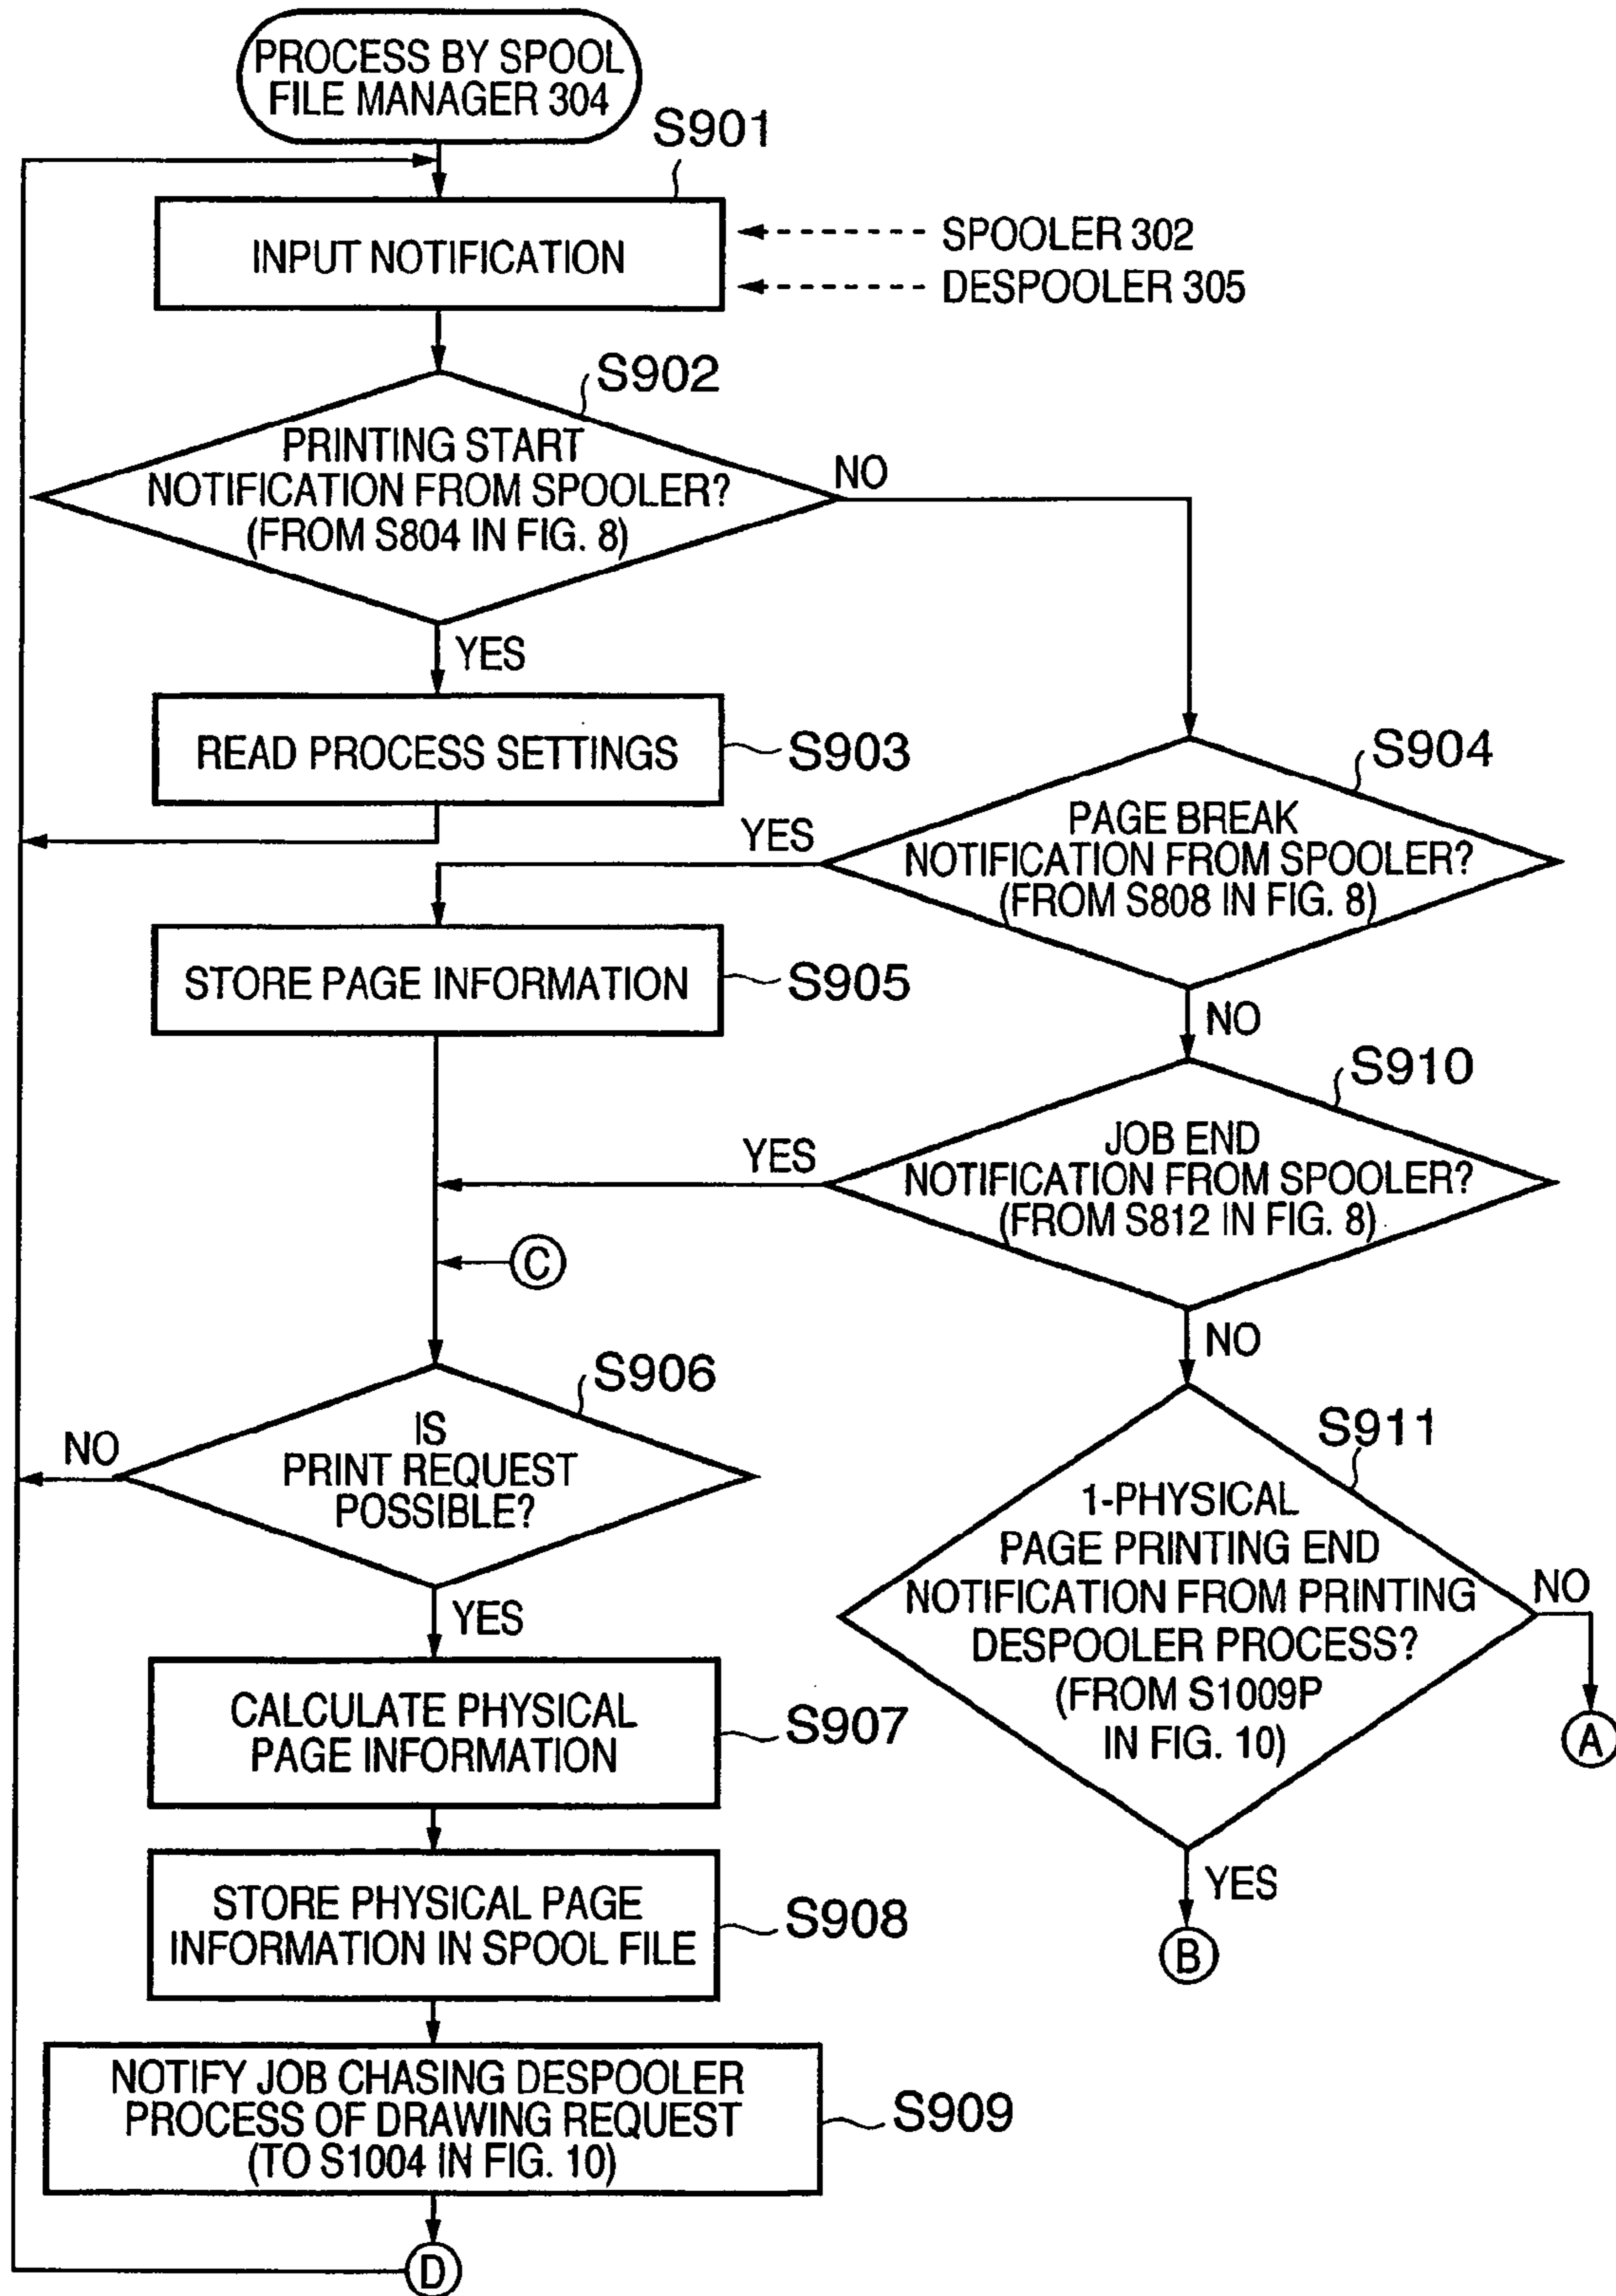 PROCESS BY SPOOL
FILE MANAGER 304
S901
INPUT NOTIFICATION
SPOOLER 302
DESPOOLER 305
S902
PRINTING START
NOTIFICATION FROM SPOOLER?
(FROM S804 IN FIG. 8)
NO
YES
READ PROCESS SETTINGS
S903
S904
PAGE BREAK
NOTIFICATION FROM SPOOLER?
(FROM S808 IN FIG. 8)
YES
NO
STORE PAGE INFORMATION
S905
S910
JOB END
NOTIFICATION FROM SPOOLER?
(FROM S812 IN FIG. 8)
YES
NO
C
S906
IS
PRINT REQUEST
POSSIBLE?
NO
YES
S911
1-PHYSICAL
PAGE PRINTING END
NOTIFICATION FROM PRINTING
DESPOOLER PROCESS?
(FROM S1009P
IN FIG. 10)
NO
A
YES
B
CALCULATE PHYSICAL
PAGE INFORMATION
S907
STORE PHYSICAL PAGE
INFORMATION IN SPOOL FILE
S908
NOTIFY JOB CHASING DESPOOLER
PROCESS OF DRAWING REQUEST
(TO S1004 IN FIG. 10)
S909
D